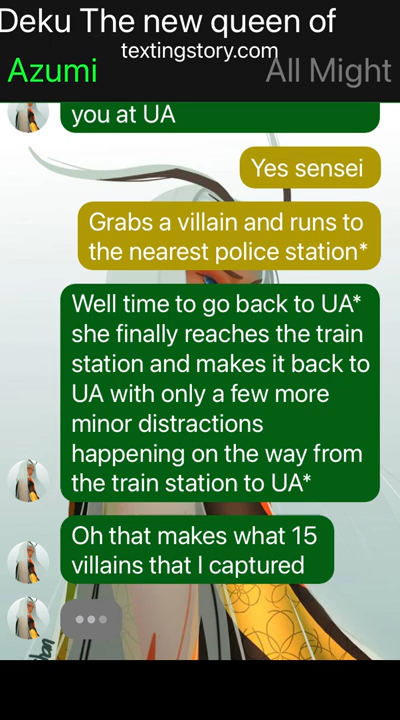 Deku The new queen of
textingstory.com
Azumi All Might
you at UA
Yes sensei
Grabs a villain and runs to
the nearest police station*
Well time to go back to UA*
she finally reaches the train
station and makes it back to
UA with only a few more
minor distractions
happening on the way from
the train station to UA*
Oh that makes what 15
villains that I captured